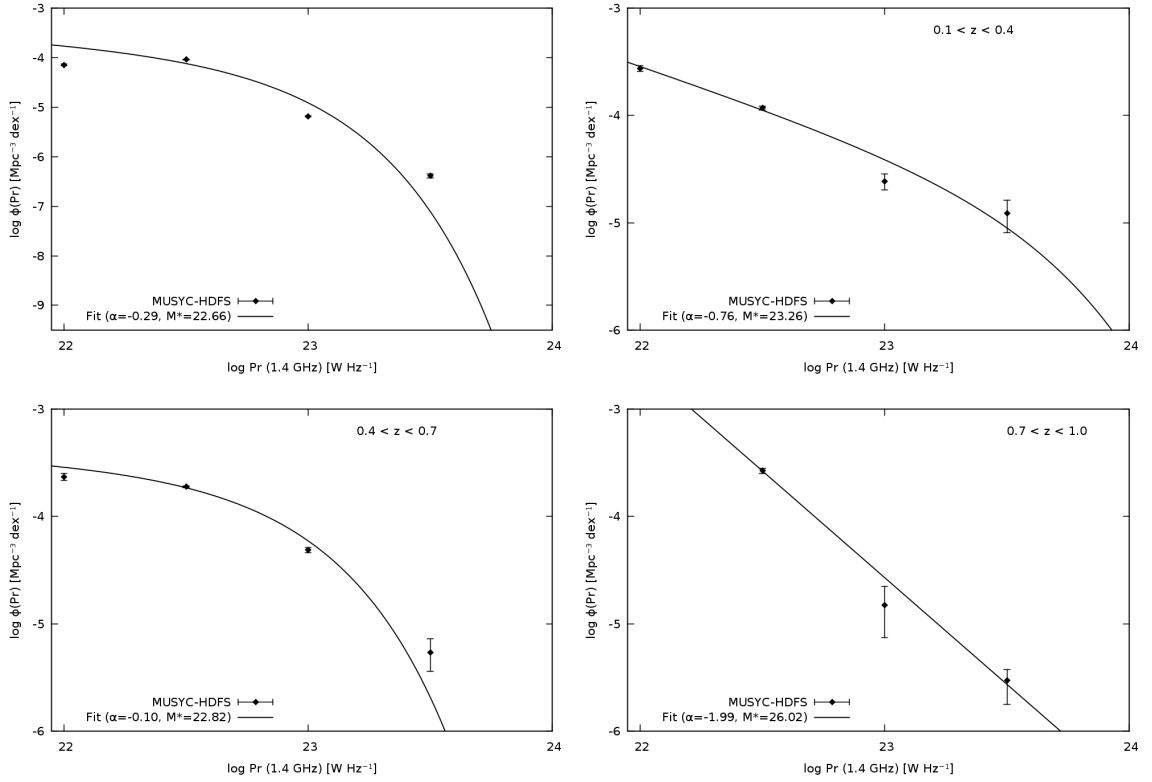 -3
-4
-5
-6
-7
-8
-9
log ϕ(Pr) [Mpc⁻³ dex⁻¹]
MUSYC-HDFS
Fit (α=-0.29, M*=22.66)
22 23 24
log Pr (1.4 GHz) [W Hz⁻¹]
-3
-4
-5
-6
log ϕ(Pr) [Mpc⁻³ dex⁻¹]
0.1 < z < 0.4
MUSYC-HDFS
Fit (α=-0.76, M*=23.26)
22 23 24
log Pr (1.4 GHz) [W Hz⁻¹]
-3
-4
-5
-6
log ϕ(Pr) [Mpc⁻³ dex⁻¹]
0.4 < z < 0.7
MUSYC-HDFS
Fit (α=-0.10, M*=22.82)
22 23 24
log Pr (1.4 GHz) [W Hz⁻¹]
-3
-4
-5
-6
log ϕ(Pr) [Mpc⁻³ dex⁻¹]
0.7 < z < 1.0
MUSYC-HDFS
Fit (α=-1.99, M*=26.02)
22 23 24
log Pr (1.4 GHz) [W Hz⁻¹]